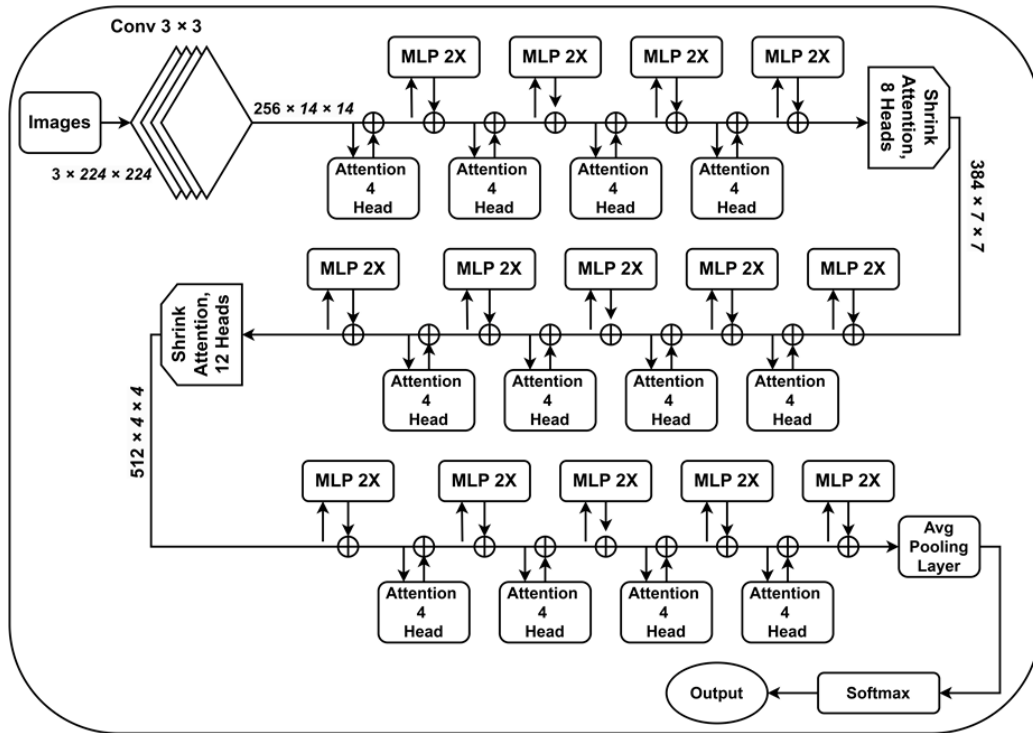 Conv 3 × 3
Images
3 × 224 × 224
256 × 14 × 14
MLP 2X
MLP 2X
MLP 2X
MLP 2X
Attention
4
Head
Attention
4
Head
Attention
4
Head
Attention
4
Head
Shrink
Attention,
8 Heads
384 × 7 × 7
MLP 2X
MLP 2X
MLP 2X
MLP 2X
MLP 2X
Attention
4
Head
Attention
4
Head
Attention
4
Head
Attention
4
Head
Shrink
Attention,
12 Heads
512 × 4 × 4
MLP 2X
MLP 2X
MLP 2X
MLP 2X
MLP 2X
Attention
4
Head
Attention
4
Head
Attention
4
Head
Attention
4
Head
Avg
Pooling
Layer
Softmax
Output